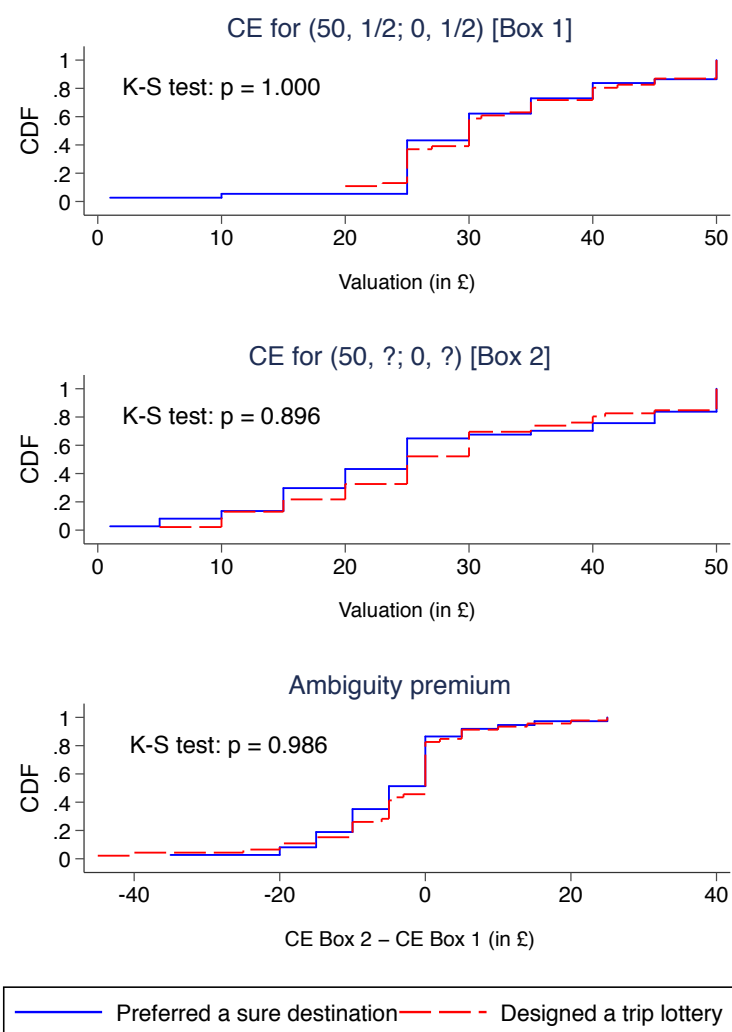 CE for (50, 1/2; 0, 1/2) [Box 1]
K-S test: p = 1.000
CDF
1
.8
.6
.4
.2
0
0 10 20 30 40 50
Valuation (in £)
CE for (50, ?; 0, ?) [Box 2]
K-S test: p = 0.896
CDF
1
.8
.6
.4
.2
0
0 10 20 30 40 50
Valuation (in £)
Ambiguity premium
K-S test: p = 0.986
CDF
1
.8
.6
.4
.2
0
-40 -20 0 20 40
CE Box 2 − CE Box 1 (in £)
Preferred a sure destination Designed a trip lottery